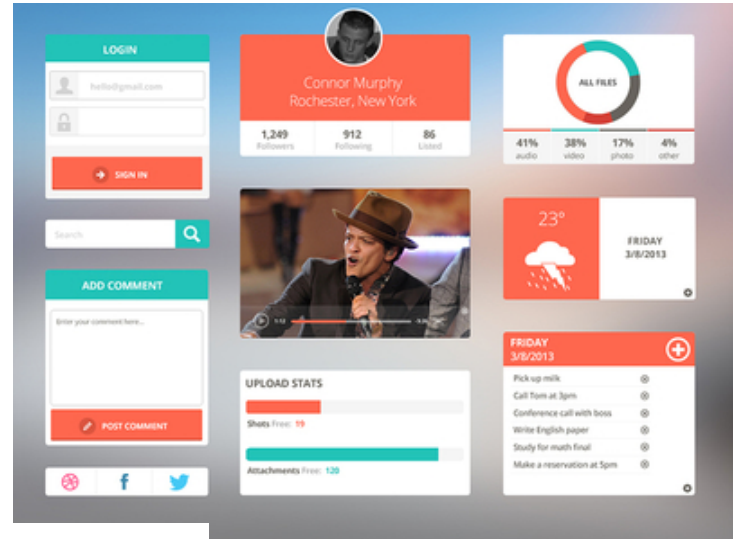 LOGIN
hello@gmail.com
SIGN IN
Search
ADD COMMENT
Enter your comment here...
POST COMMENT
Connor Murphy
Rochester, New York
1,249 912 86
Followers Following Listed
1:12
UPLOAD STATS
Shots Free: 19
Attachments Free: 120
ALL FILES
41% 38% 17% 4%
audio video photo other
23°
FRIDAY
3/8/2013
FRIDAY
3/8/2013
Pick up milk
Call Tom at 3pm
Conference call with boss
Write English paper
Study for math final
Make a reservation at 5pm